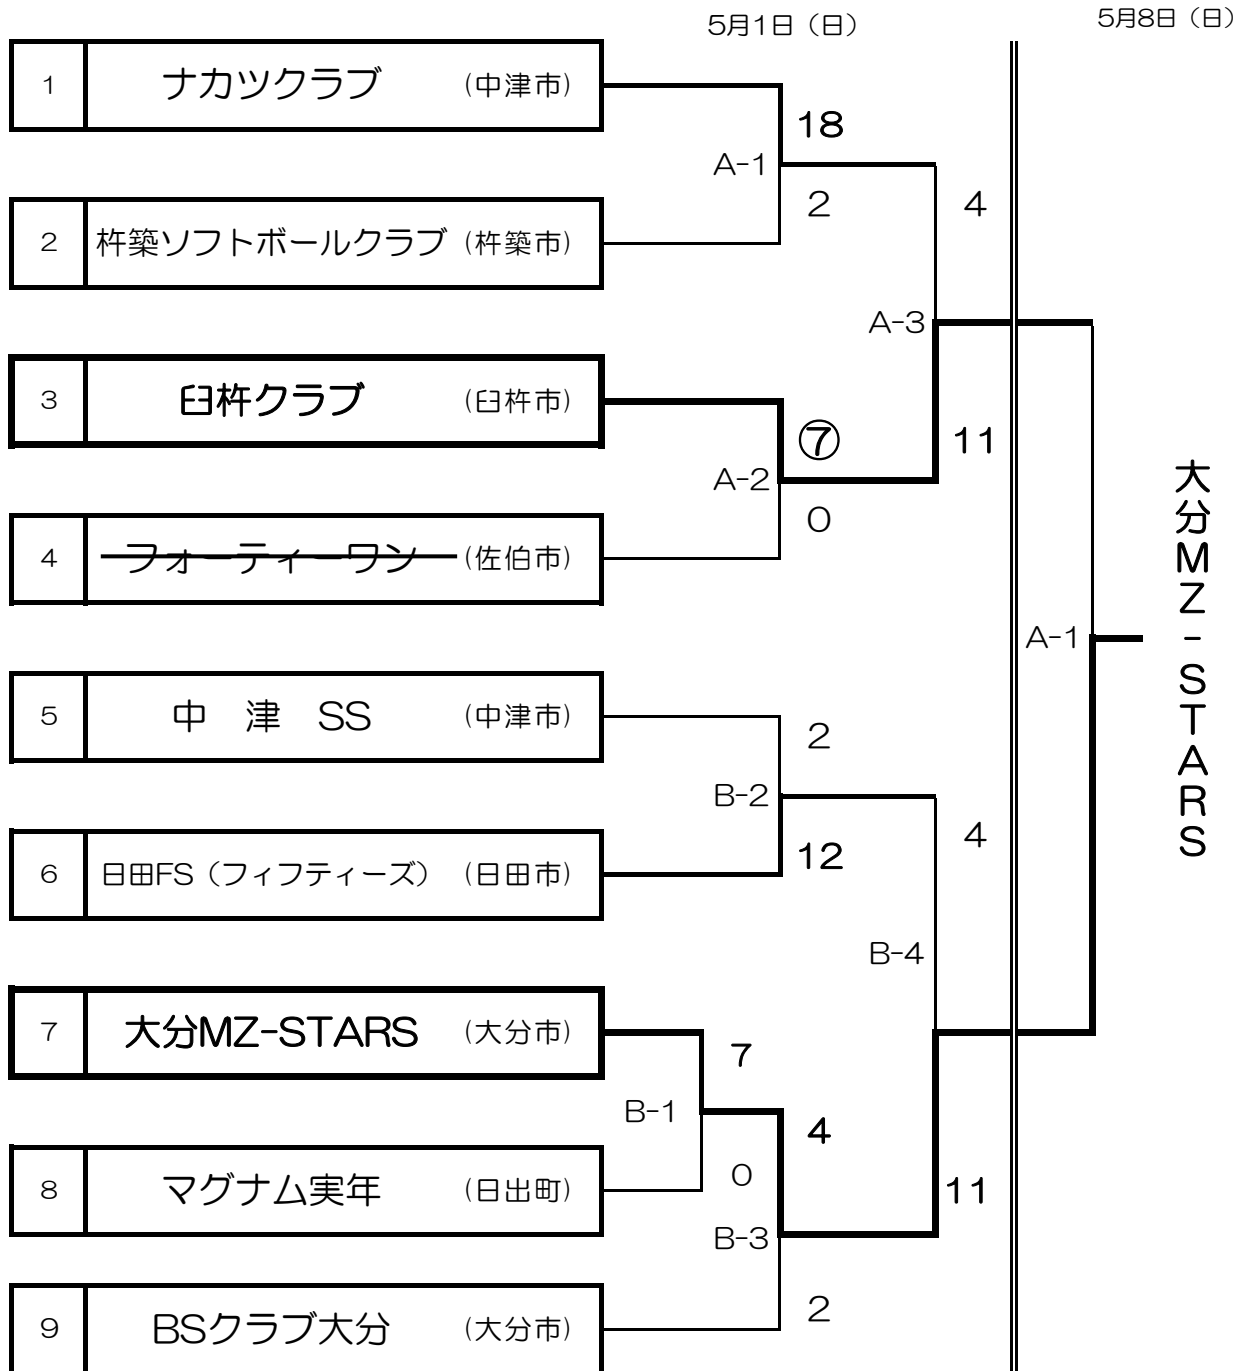 5月1日（日）
5月8日（日）
1 ナカツクラブ (中津市)
18
A-1
2
4
2 杵築ソフトボールクラブ (杵築市)
A-3
3 臼杵クラブ (臼杵市)
⑦
11
A-2
0
4 フォーティーワン (佐伯市)
大分MZ-STARS
A-1
5 中　津　SS (中津市)
2
B-2
4
12
6 日田FS（フィフティーズ） (日田市)
B-4
7 大分MZ-STARS (大分市)
7
B-1
4
0
8 マグナム実年 (日出町)
11
B-3
2
9 BSクラブ大分 (大分市)